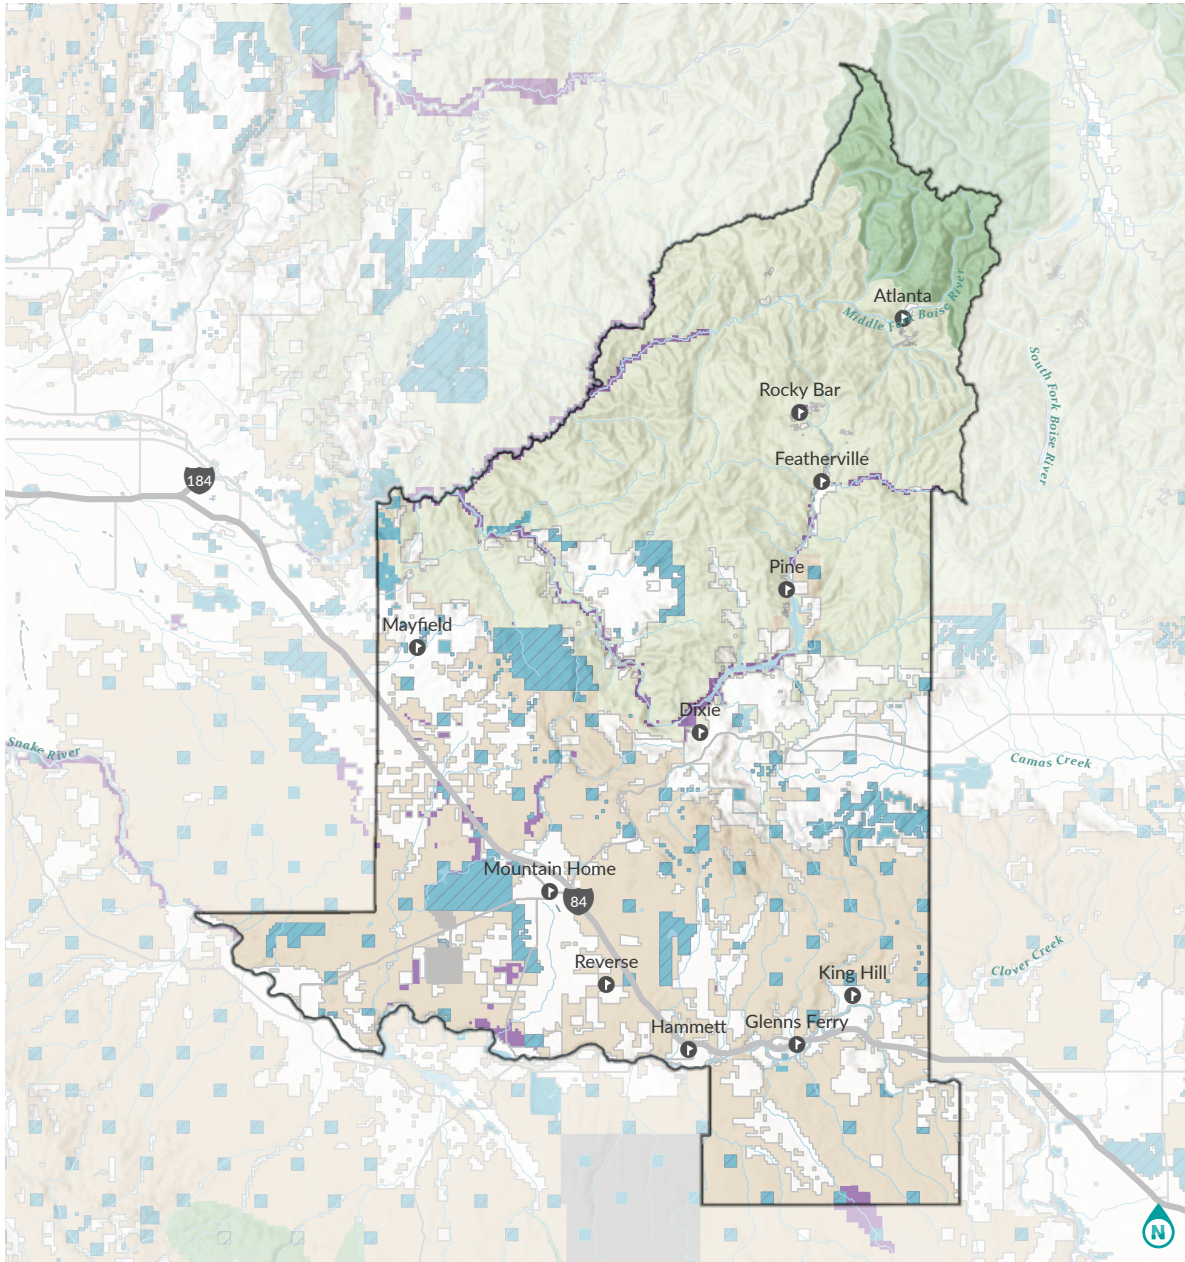 Atlanta
Middle Fork Boise River
South Fork Boise River
Rocky Bar
Featherville
184
Pine
Mayfield
Dixie
Snake River
Camas Creek
Mountain Home
84
Clover Creek
Reverse
King Hill
Hammett
Glenns Ferry
N